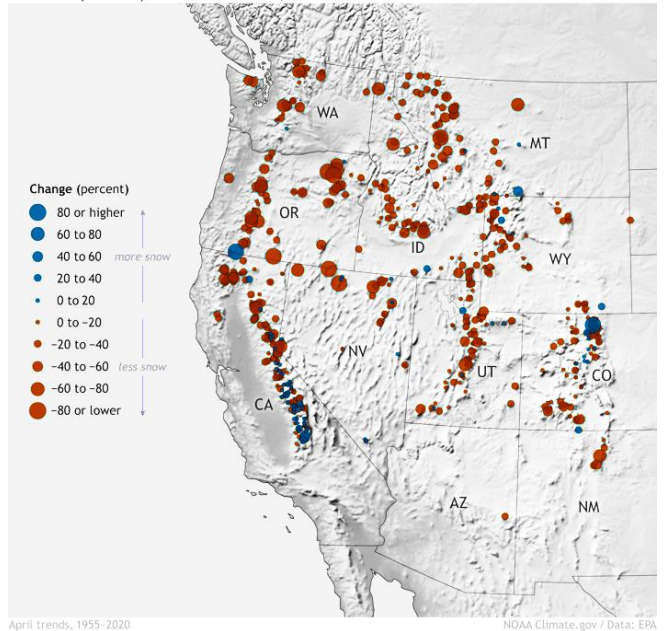 WA
MT
OR
ID
WY
NV
UT
CO
CA
AZ
NM
Change (percent)
80 or higher
60 to 80
40 to 60
more snow
20 to 40
0 to 20
0 to −20
−20 to −40
−40 to −60
less snow
−60 to −80
−80 or lower
April trends, 1955–2020
NOAA Climate.gov / Data: EPA